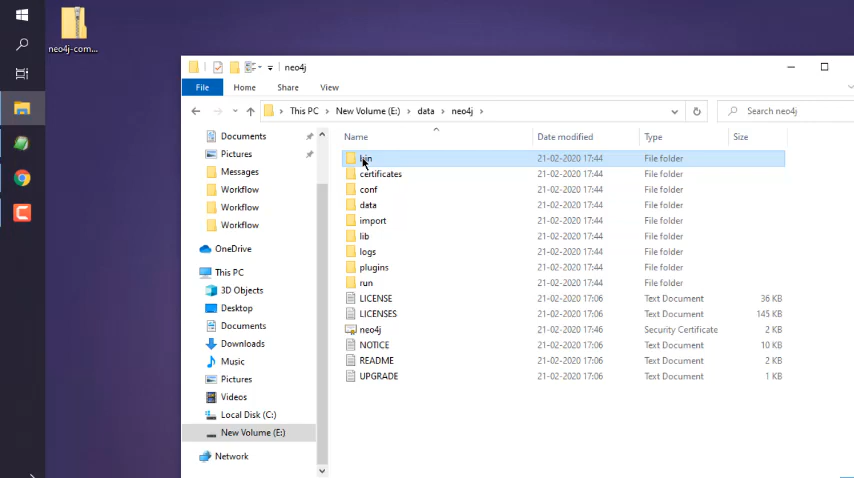 neo4j-com...
neo4j
File Home Share View
This PC New Volume (E:) data neo4j
Search neo4j
Name Date modified Type Size
Documents
Pictures
Messages
Workflow
Workflow
Workflow
OneDrive
This PC
3D Objects
Desktop
Documents
Downloads
Music
Pictures
Videos
Local Disk (C:)
New Volume (E:)
Network
bin 21-02-2020 17:44 File folder
certificates 21-02-2020 17:44 File folder
conf 21-02-2020 17:44 File folder
data 21-02-2020 17:44 File folder
import 21-02-2020 17:44 File folder
lib 21-02-2020 17:44 File folder
logs 21-02-2020 17:44 File folder
plugins 21-02-2020 17:44 File folder
run 21-02-2020 17:44 File folder
LICENSE 21-02-2020 17:06 Text Document 36 KB
LICENSES 21-02-2020 17:06 Text Document 145 KB
neo4j 21-02-2020 17:46 Security Certificate 2 KB
NOTICE 21-02-2020 17:06 Text Document 10 KB
README 21-02-2020 17:06 Text Document 2 KB
UPGRADE 21-02-2020 17:06 Text Document 1 KB